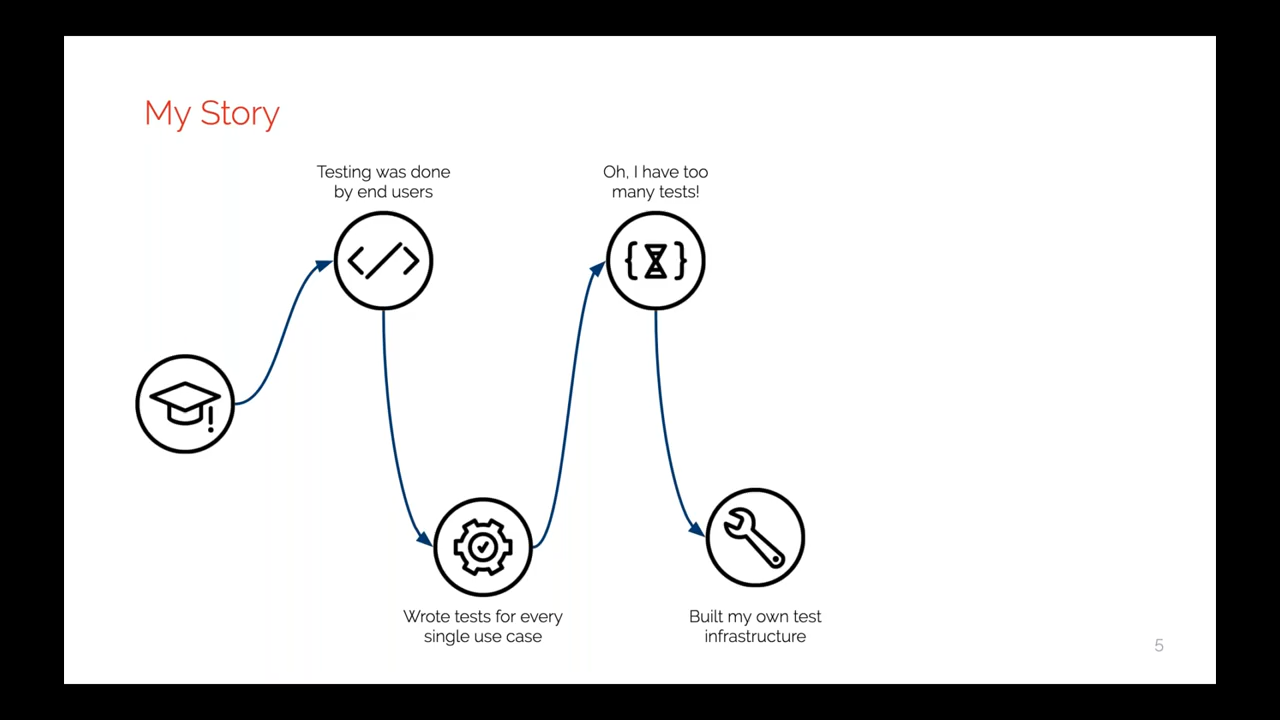 My Story
Testing was done
by end users
Oh, I have too
many tests!
Wrote tests for every
single use case
Built my own test
infrastructure
5